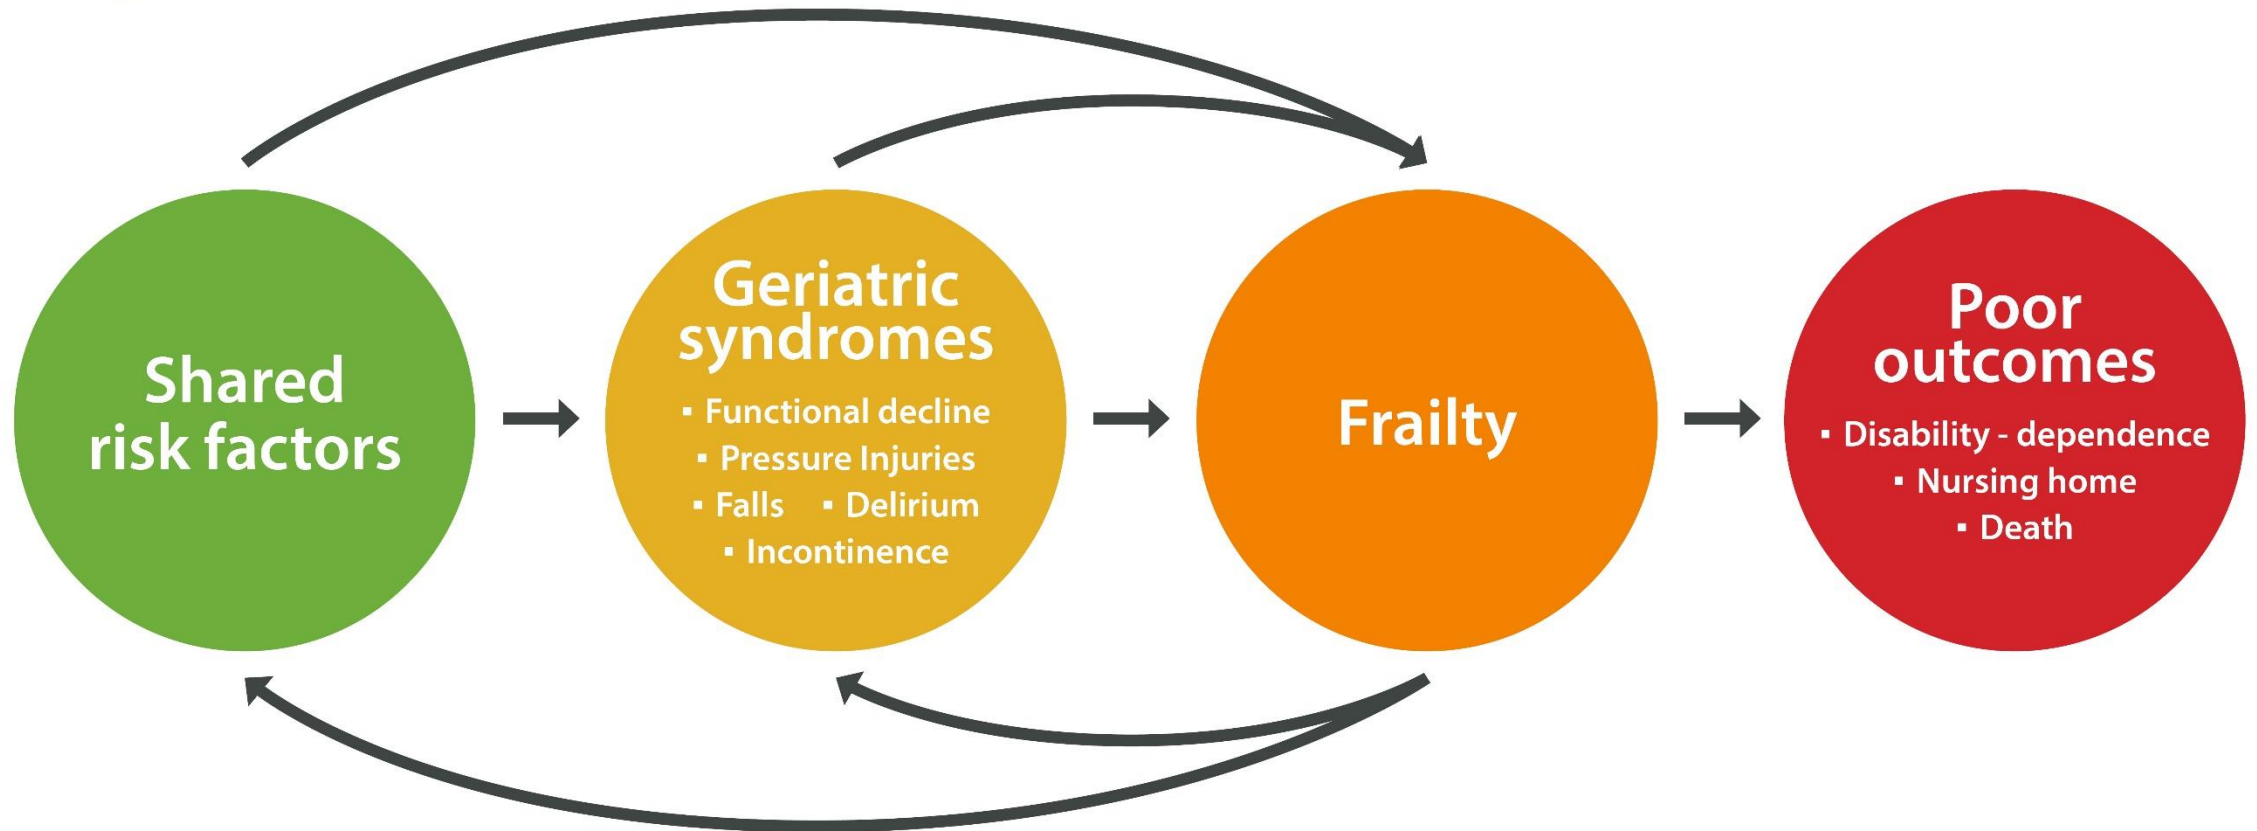 Shared
risk factors
Geriatric
syndromes
▪ Functional decline
▪ Pressure Injuries
▪ Falls ▪ Delirium
▪ Incontinence
Frailty
Poor
outcomes
▪ Disability - dependence
▪ Nursing home
▪ Death